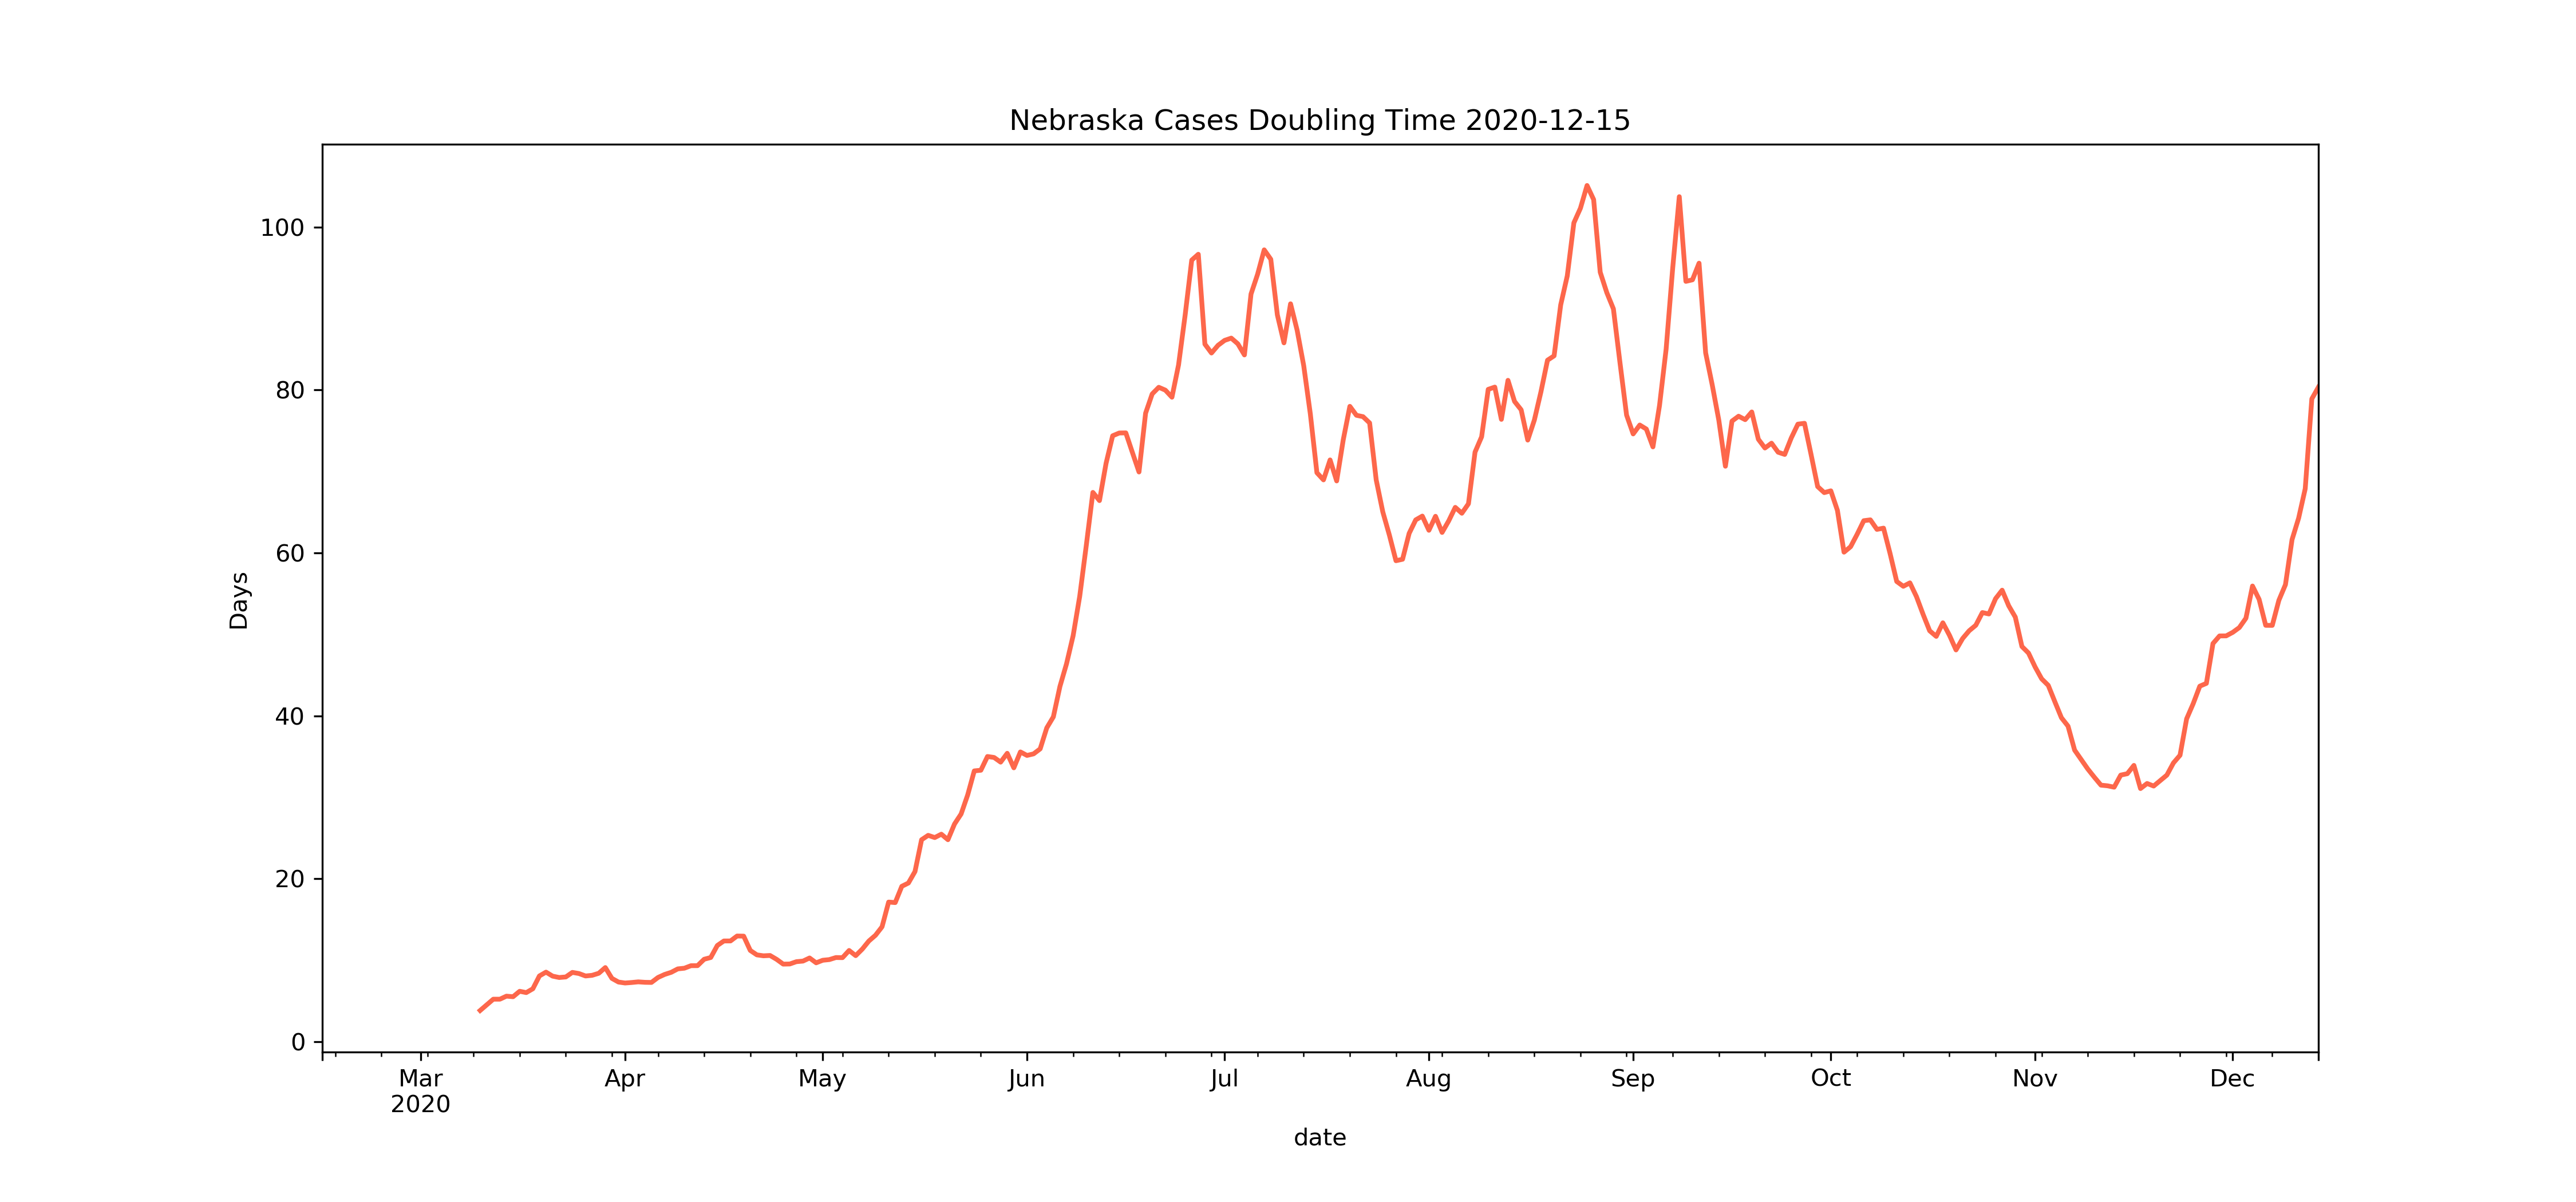 Nebraska Cases Doubling Time 2020-12-15
100
80
60
40
20
0
Days
Mar Apr May Jun Jul Aug Sep Oct Nov Dec
2020
date